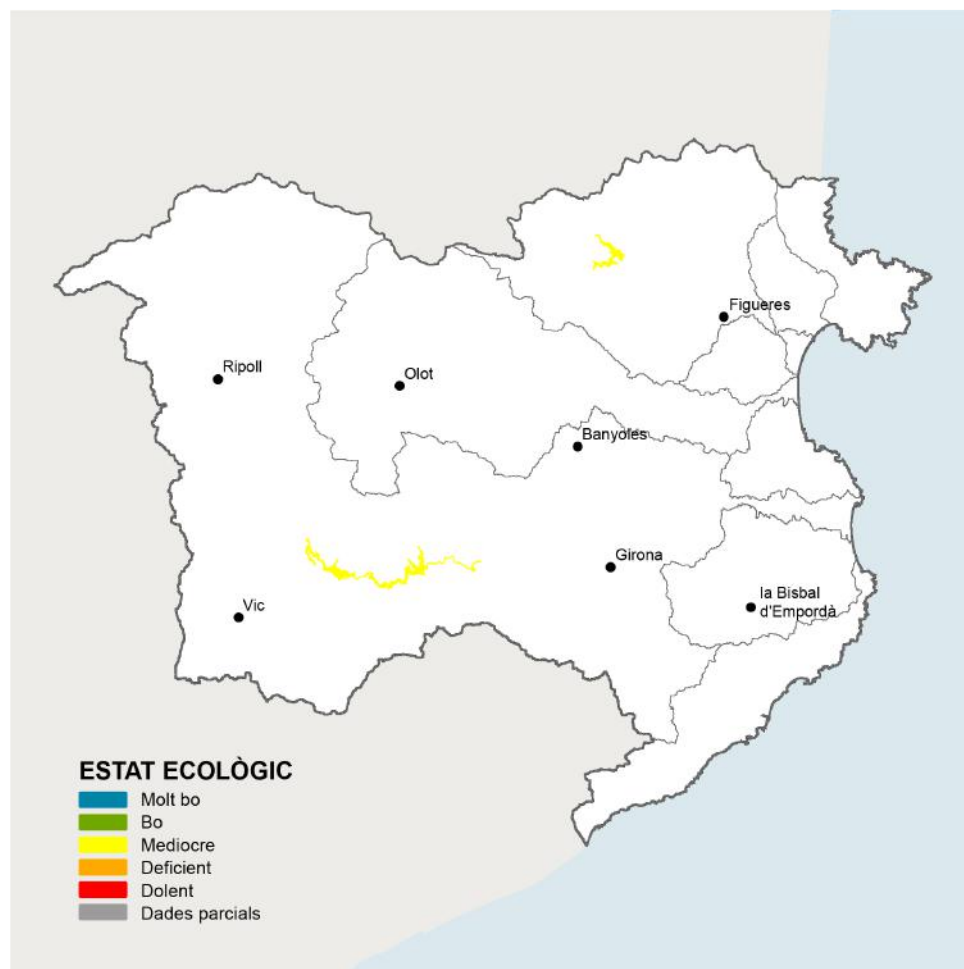 Figueres
Ripoll
Olot
Banyoles
Girona
la Bisbal
d'Empordà
Vic
ESTAT ECOLÒGIC
Molt bo
Bo
Mediocre
Deficient
Dolent
Dades parcials